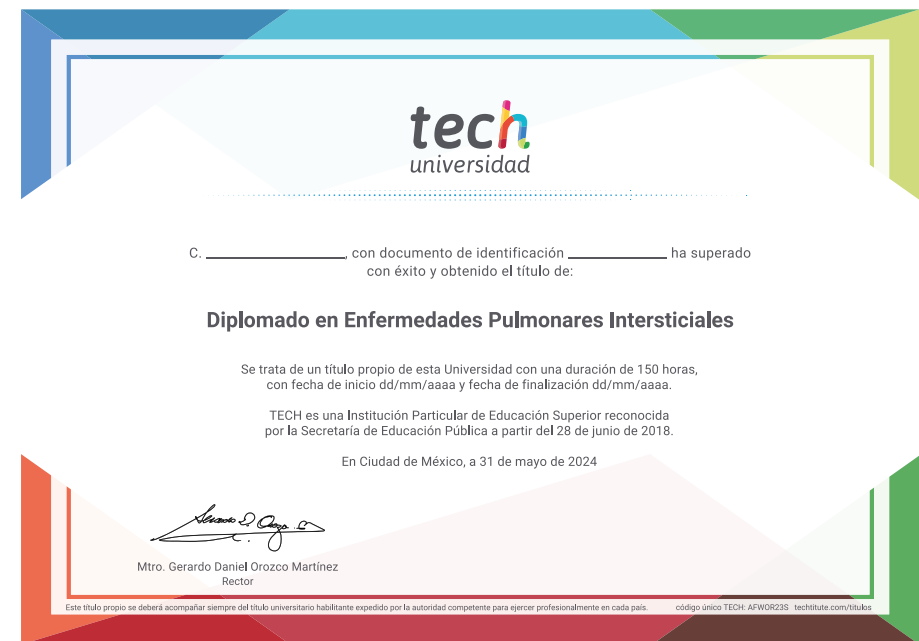 tech
universidad
C. ____________, con documento de identificación ____________ ha superado
con éxito y obtenido el título de:
Diplomado en Enfermedades Pulmonares Intersticiales
Se trata de un título propio de esta Universidad con una duración de 150 horas,
con fecha de inicio dd/mm/aaaa y fecha de finalización dd/mm/aaaa.
TECH es una Institución Particular de Educación Superior reconocida
por la Secretaría de Educación Pública a partir del 28 de junio de 2018.
En Ciudad de México, a 31 de mayo de 2024
Mtro. Gerardo Daniel Orozco Martínez
Rector
Este título propio se deberá acompañar siempre del título universitario habilitante expedido por la autoridad competente para ejercer profesionalmente en cada país. código único TECH: AFWOR23S techtitute.com/titulos